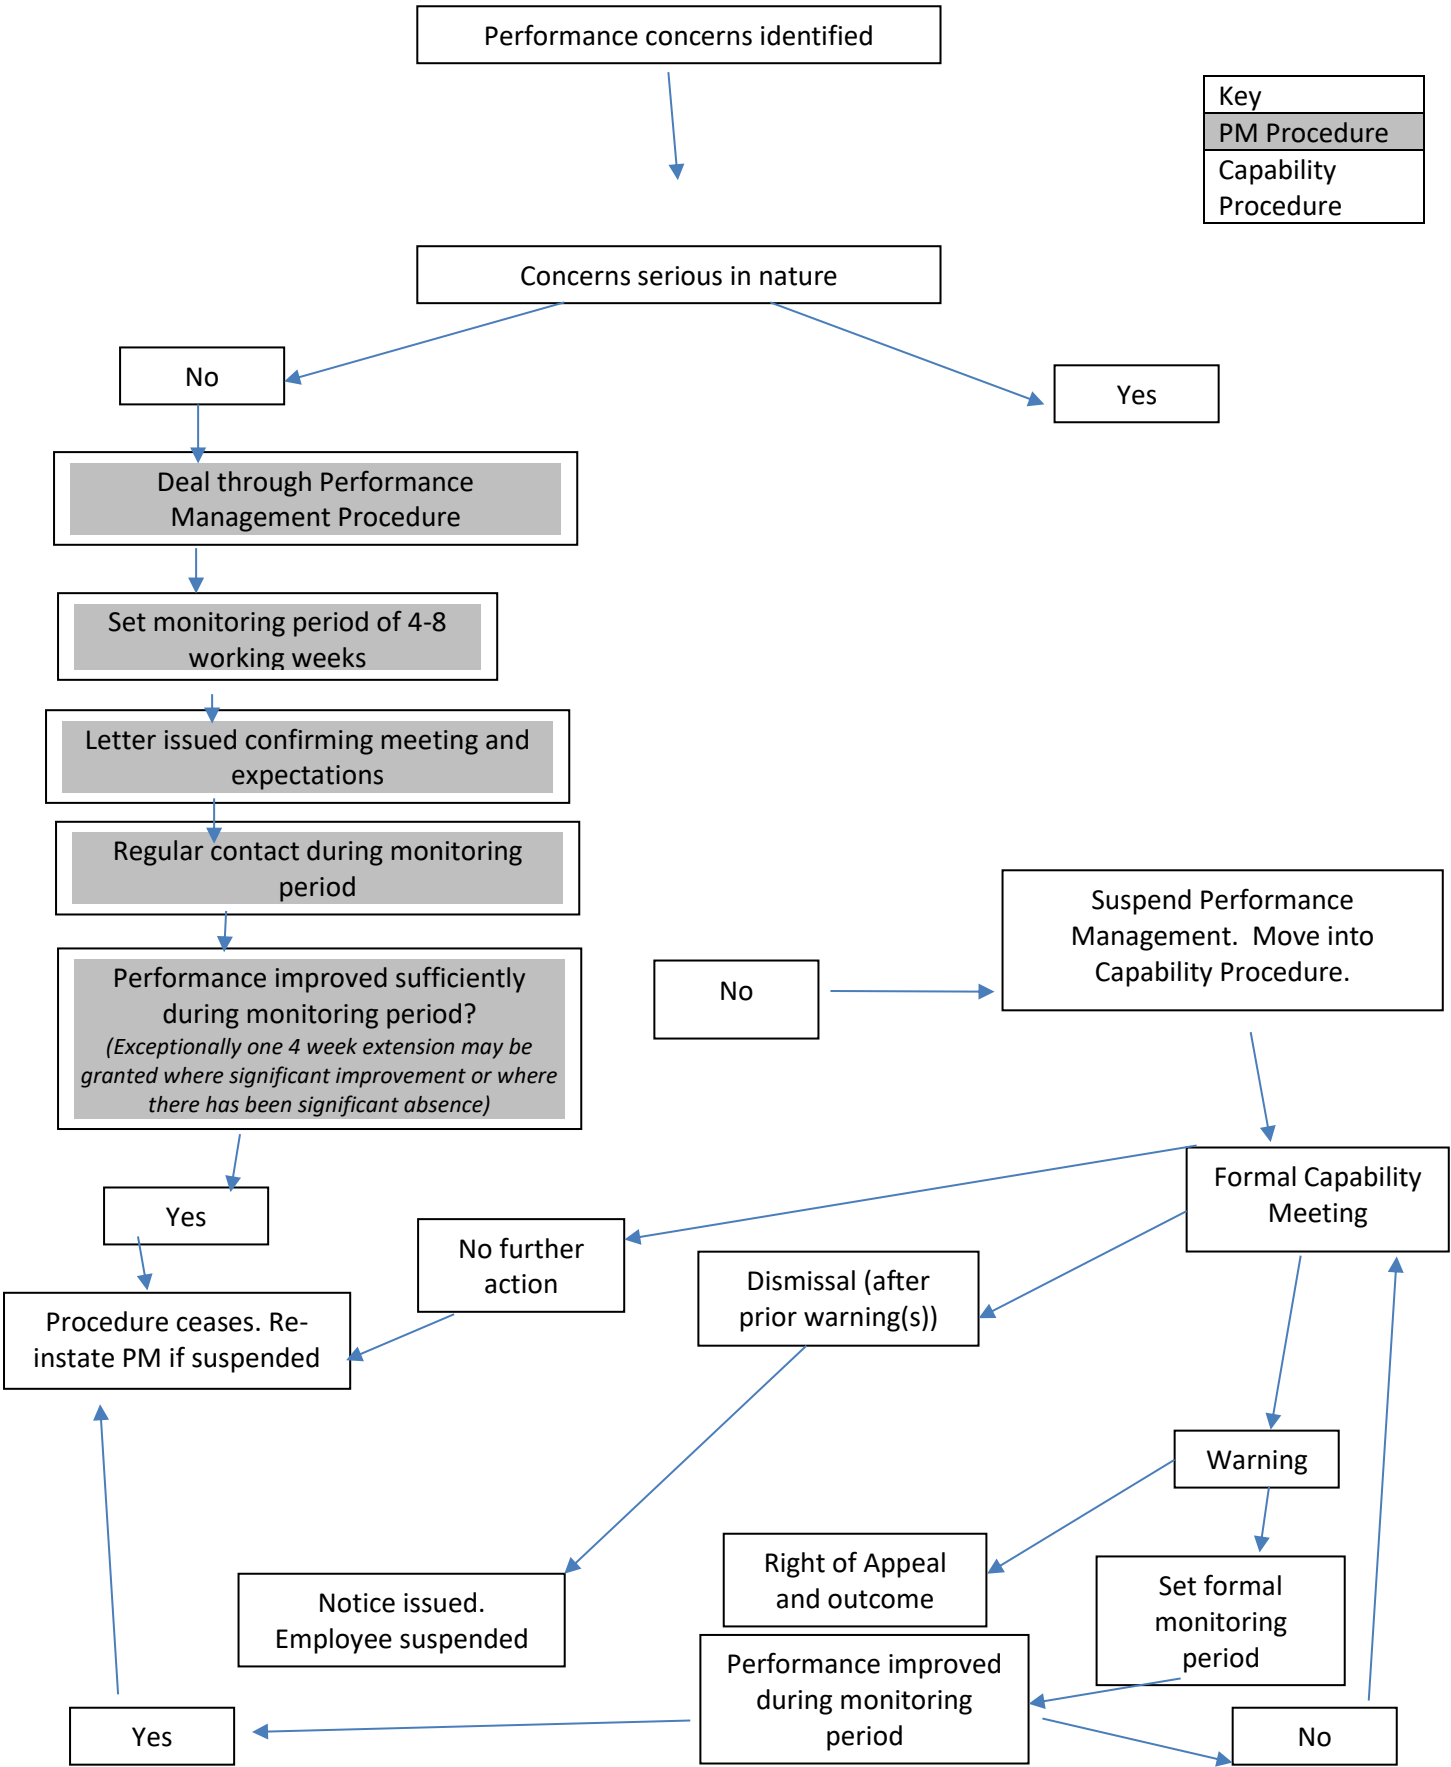 Performance concerns identified
Key
PM Procedure
Capability
Procedure
Concerns serious in nature
No
Yes
Deal through Performance
Management Procedure
Set monitoring period of 4-8
working weeks
Letter issued confirming meeting and
expectations
Regular contact during monitoring
period
Performance improved sufficiently
during monitoring period?
(Exceptionally one 4 week extension may be
granted where significant improvement or where
there has been significant absence)
No
Suspend Performance
Management.  Move into
Capability Procedure.
Yes
Formal Capability
Meeting
No further
action
Dismissal (after
prior warning(s))
Procedure ceases. Re-
instate PM if suspended
Warning
Right of Appeal
and outcome
Set formal
monitoring
period
Notice issued.
Employee suspended
Performance improved
during monitoring
period
Yes
No